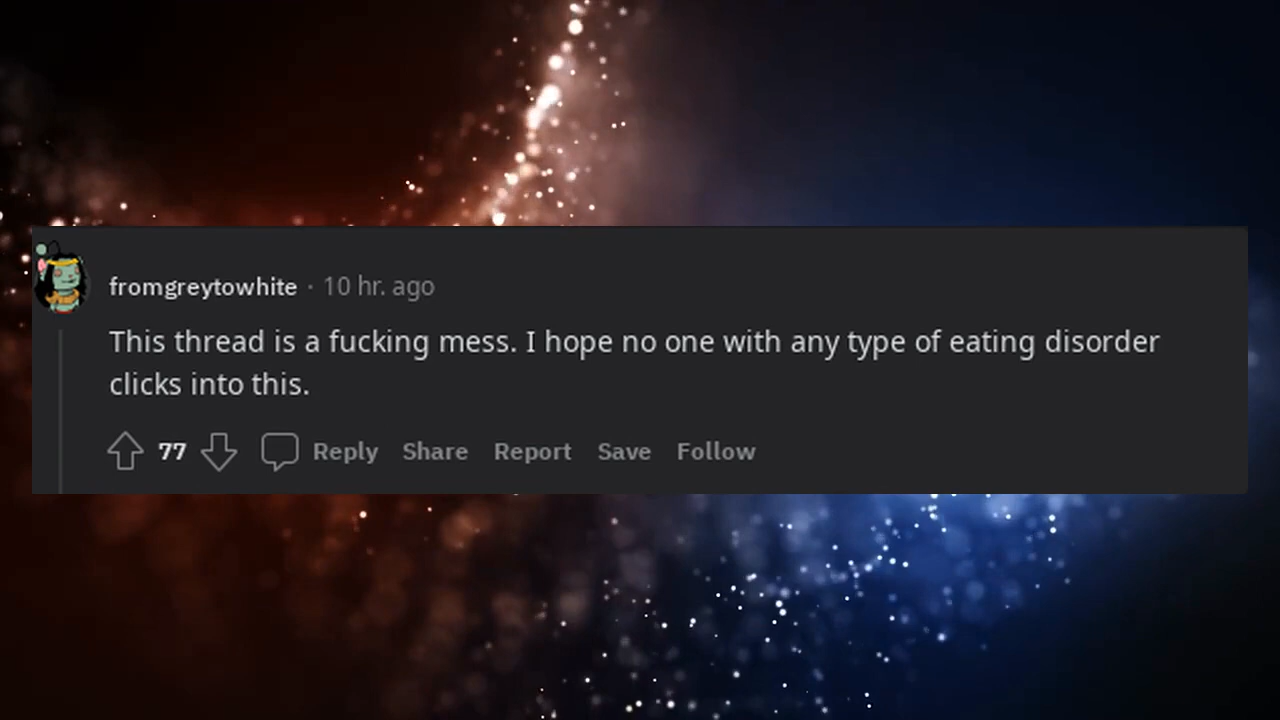 fromgreytowhite · 10 hr. ago
This thread is a fucking mess. I hope no one with any type of eating disorder
clicks into this.
77 Reply Share Report Save Follow